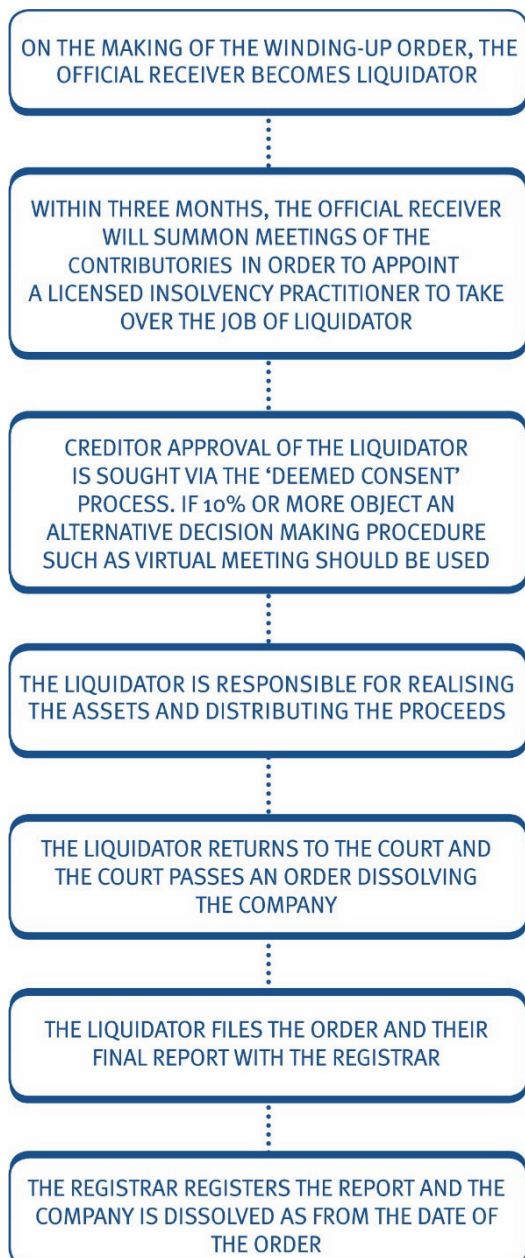 ON THE MAKING OF THE WINDING-UP ORDER, THE
OFFICIAL RECEIVER BECOMES LIQUIDATOR
WITHIN THREE MONTHS, THE OFFICIAL RECEIVER
WILL SUMMON MEETINGS OF THE
CONTRIBUTORIES IN ORDER TO APPOINT
A LICENSED INSOLVENCY PRACTITIONER TO TAKE
OVER THE JOB OF LIQUIDATOR
CREDITOR APPROVAL OF THE LIQUIDATOR
IS SOUGHT VIA THE ‘DEEMED CONSENT’
PROCESS. IF 10% OR MORE OBJECT AN
ALTERNATIVE DECISION MAKING PROCEDURE
SUCH AS VIRTUAL MEETING SHOULD BE USED
THE LIQUIDATOR IS RESPONSIBLE FOR REALISING
THE ASSETS AND DISTRIBUTING THE PROCEEDS
THE LIQUIDATOR RETURNS TO THE COURT AND
THE COURT PASSES AN ORDER DISSOLVING
THE COMPANY
THE LIQUIDATOR FILES THE ORDER AND THEIR
FINAL REPORT WITH THE REGISTRAR
THE REGISTRAR REGISTERS THE REPORT AND THE
COMPANY IS DISSOLVED AS FROM THE DATE OF
THE ORDER